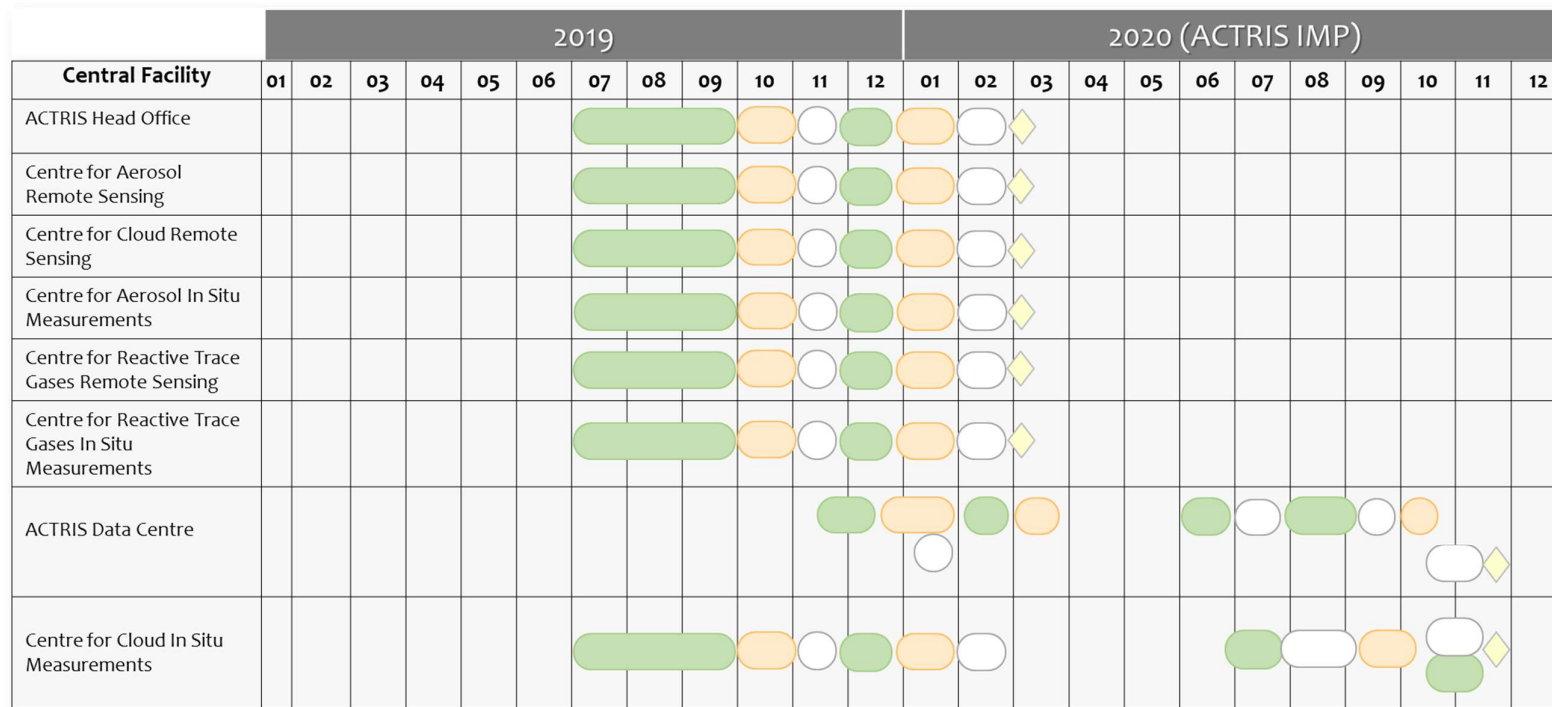 2019 2020 (ACTRIS IMP)
Central Facility 01 02 03 04 05 06 07 08 09 10 11 12 01 02 03 04 05 06 07 08 09 10 11 12
ACTRIS Head Office
Centre for Aerosol
Remote Sensing
Centre for Cloud Remote
Sensing
Centre for Aerosol In Situ
Measurements
Centre for Reactive Trace
Gases Remote Sensing
Centre for Reactive Trace
Gases In Situ
Measurements
ACTRIS Data Centre
Centre for Cloud In Situ
Measurements